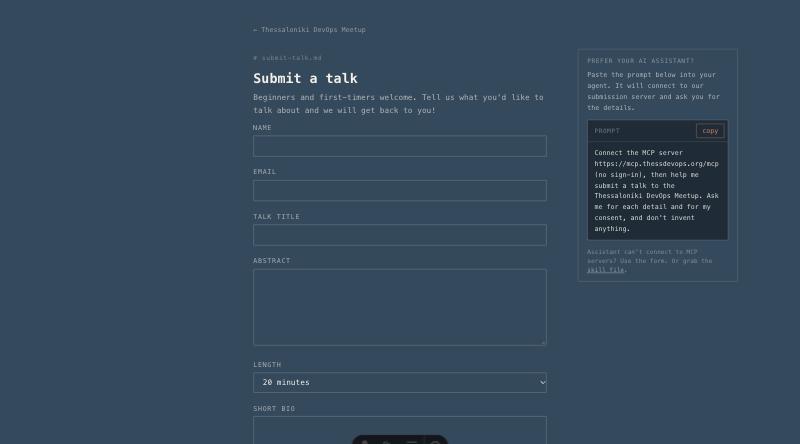 ← Thessaloniki DevOps Meetup
# submit-talk.md
Submit a talk
Beginners and first-timers welcome. Tell us what you'd like to
talk about and we will get back to you!
NAME
EMAIL
TALK TITLE
ABSTRACT
LENGTH
20 minutes
SHORT BIO
PREFER YOUR AI ASSISTANT?
Paste the prompt below into your
agent. It will connect to our
submission server and ask you for
the details.
PROMPT
copy
Connect the MCP server
https://mcp.thessdevops.org/mcp
(no sign-in), then help me
submit a talk to the
Thessaloniki DevOps Meetup. Ask
me for each detail and for my
consent, and don't invent
anything.
Assistant can't connect to MCP
servers? Use the form. Or grab the
skill file.